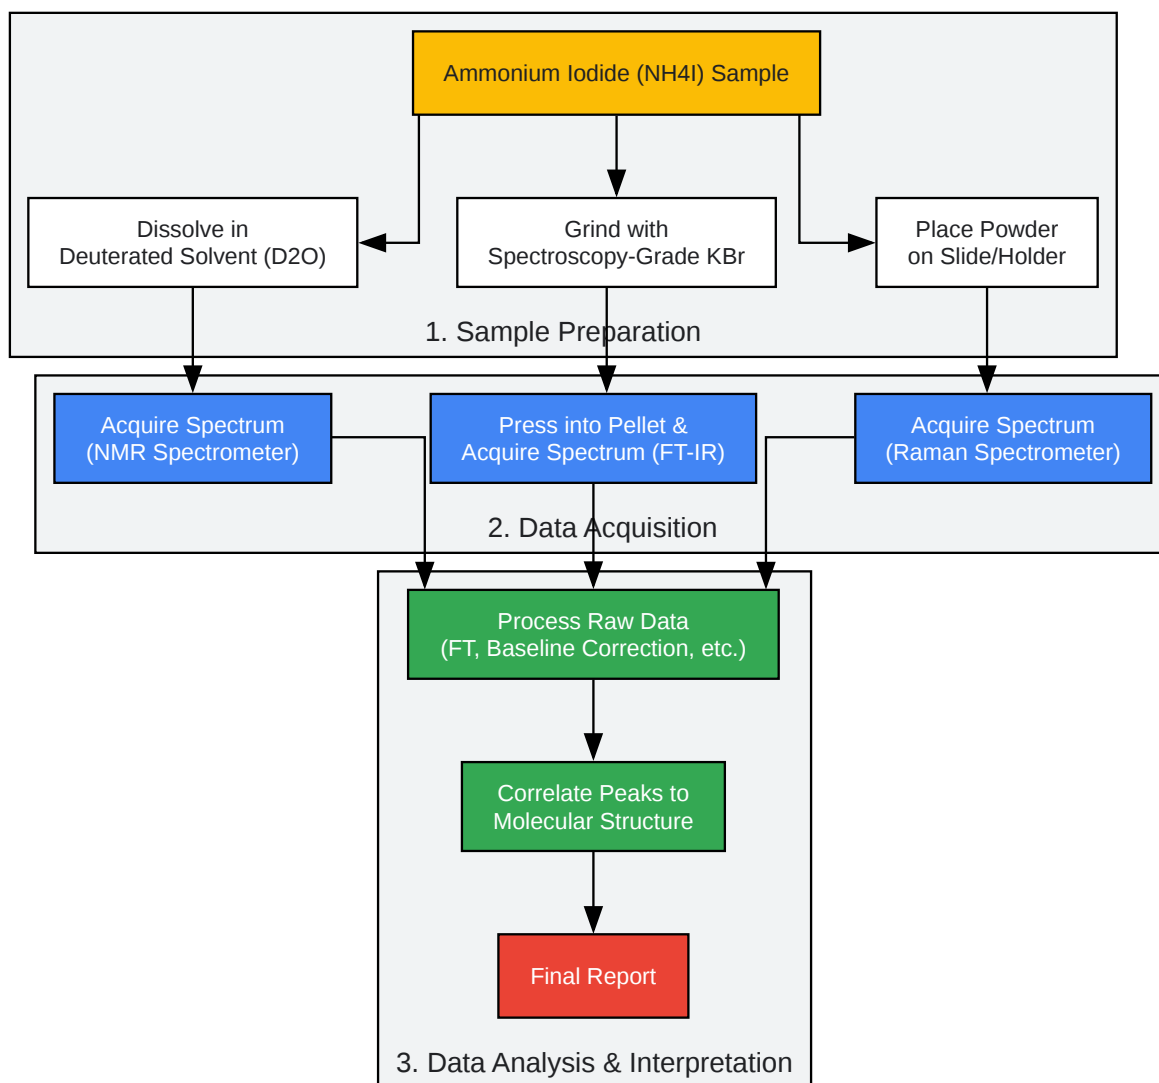 Ammonium Iodide (NH4I) Sample
Dissolve in
Deuterated Solvent (D2O)
Grind with
Spectroscopy-Grade KBr
Place Powder
on Slide/Holder
1. Sample Preparation
Acquire Spectrum
(NMR Spectrometer)
Press into Pellet &
Acquire Spectrum (FT-IR)
Acquire Spectrum
(Raman Spectrometer)
2. Data Acquisition
Process Raw Data
(FT, Baseline Correction, etc.)
Correlate Peaks to
Molecular Structure
Final Report
3. Data Analysis & Interpretation